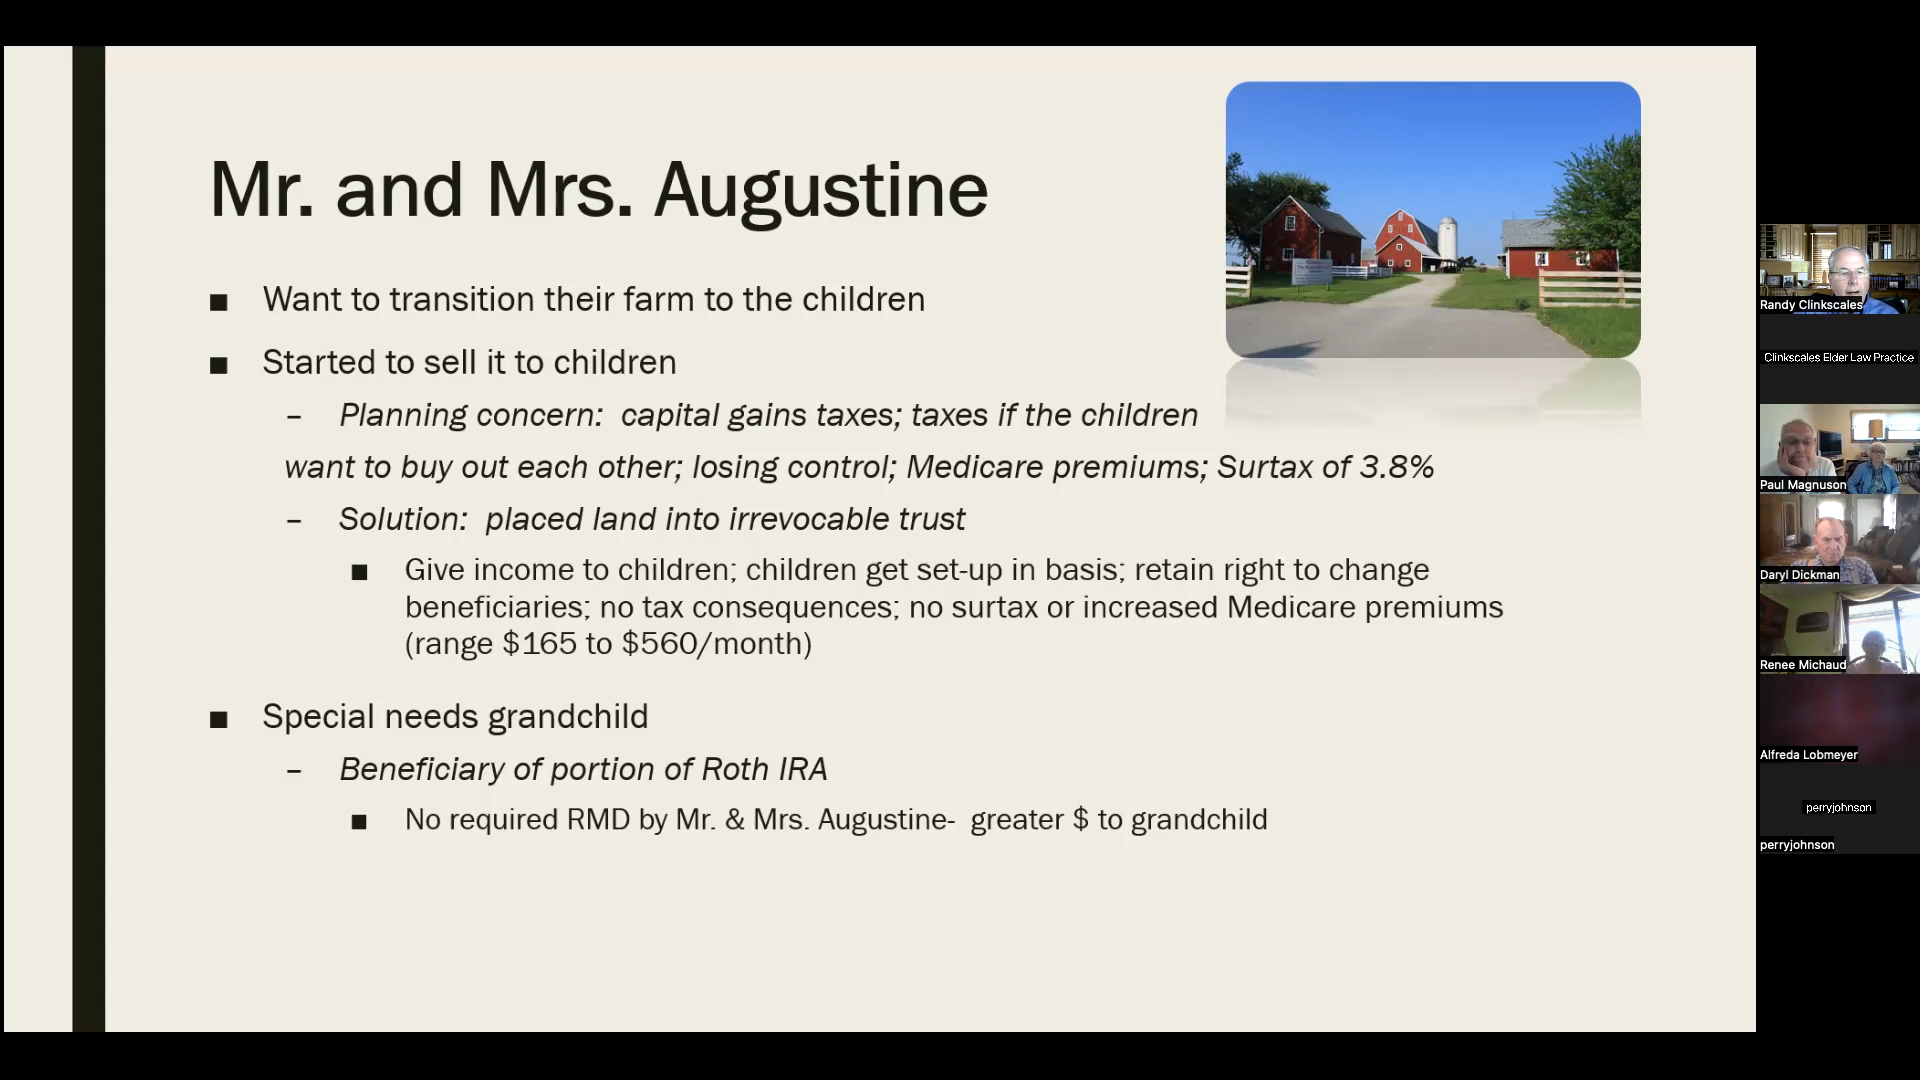 Mr. and Mrs. Augustine
■ Want to transition their farm to the children
■ Started to sell it to children
– Planning concern: capital gains taxes; taxes if the children
want to buy out each other; losing control; Medicare premiums; Surtax of 3.8%
– Solution: placed land into irrevocable trust
■ Give income to children; children get set-up in basis; retain right to change
beneficiaries; no tax consequences; no surtax or increased Medicare premiums
(range $165 to $560/month)
■ Special needs grandchild
– Beneficiary of portion of Roth IRA
■ No required RMD by Mr. & Mrs. Augustine- greater $ to grandchild
Randy Clinkscales
Clinkscales Elder Law Practice
Paul Magnuson
Daryl Dickman
Renee Michaud
Alfreda Lobmeyer
perryjohnson
perryjohnson